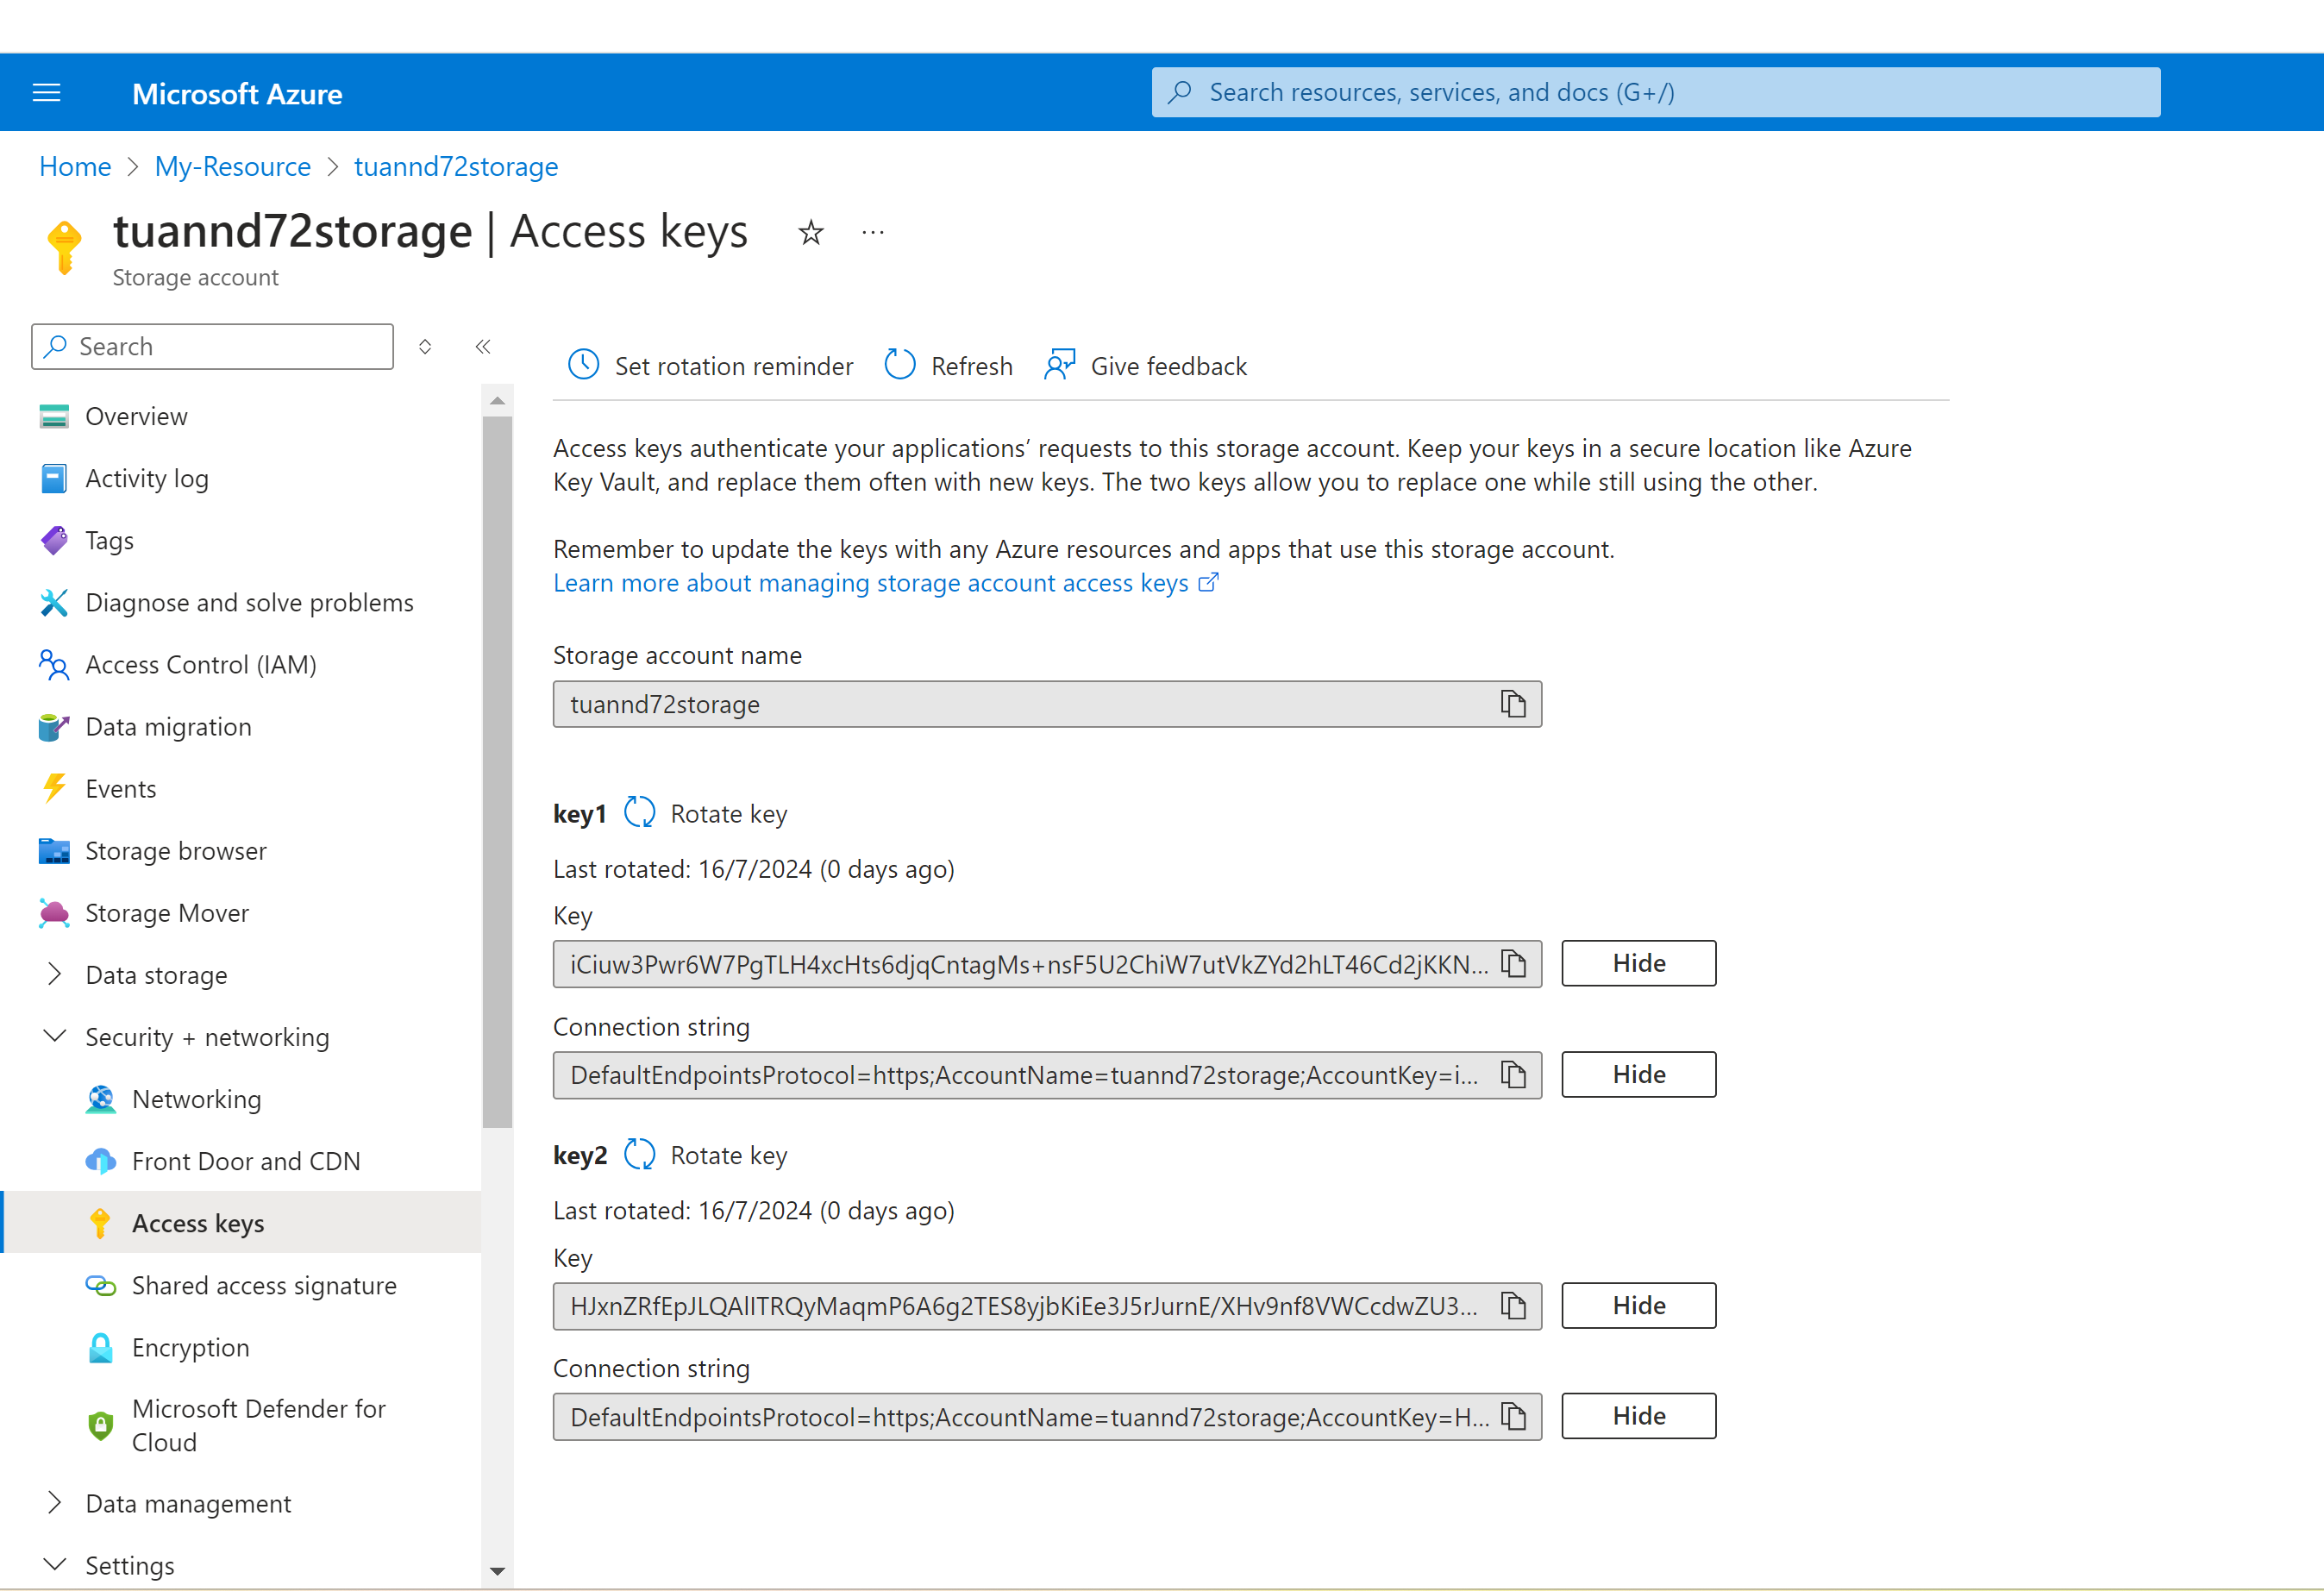 Microsoft Azure
Search resources, services, and docs (G+/)
Home > My-Resource > tuannd72storage
tuannd72storage | Access keys
Storage account
Search
Overview
Activity log
Tags
Diagnose and solve problems
Access Control (IAM)
Data migration
Events
Storage browser
Storage Mover
Data storage
Security + networking
Networking
Front Door and CDN
Access keys
Shared access signature
Encryption
Microsoft Defender for
Cloud
Data management
Settings
Set rotation reminder
Refresh
Give feedback
Access keys authenticate your applications’ requests to this storage account. Keep your keys in a secure location like Azure
Key Vault, and replace them often with new keys. The two keys allow you to replace one while still using the other.
Remember to update the keys with any Azure resources and apps that use this storage account.
Learn more about managing storage account access keys
Storage account name
tuannd72storage
key1 Rotate key
Last rotated: 16/7/2024 (0 days ago)
Key
iCiuw3Pwr6W7PgTLH4xcHts6djqCntagMs+nsF5U2ChiW7utVkZYd2hLT46Cd2jKKN...
Hide
Connection string
DefaultEndpointsProtocol=https;AccountName=tuannd72storage;AccountKey=i...
Hide
key2 Rotate key
Last rotated: 16/7/2024 (0 days ago)
Key
HJxnZRfEpJLQAlITRQyMaqmP6A6g2TES8yjbKiEe3J5rJurnE/XHv9nf8VWCcdwZU3...
Hide
Connection string
DefaultEndpointsProtocol=https;AccountName=tuannd72storage;AccountKey=H...
Hide